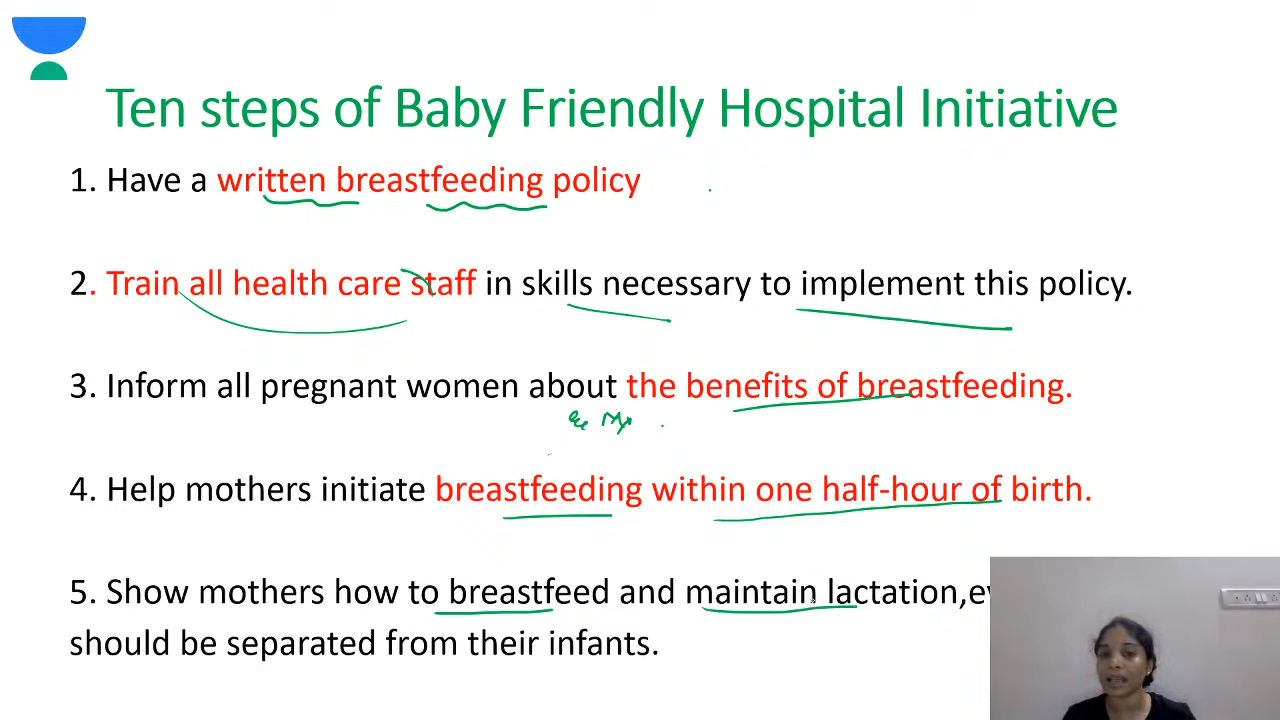 Ten steps of Baby Friendly Hospital Initiative
1. Have a written breastfeeding policy
2. Train all health care staff in skills necessary to implement this policy.
3. Inform all pregnant women about the benefits of breastfeeding.
4. Help mothers initiate breastfeeding within one half-hour of birth.
5. Show mothers how to breastfeed and maintain lactation,
should be separated from their infants.